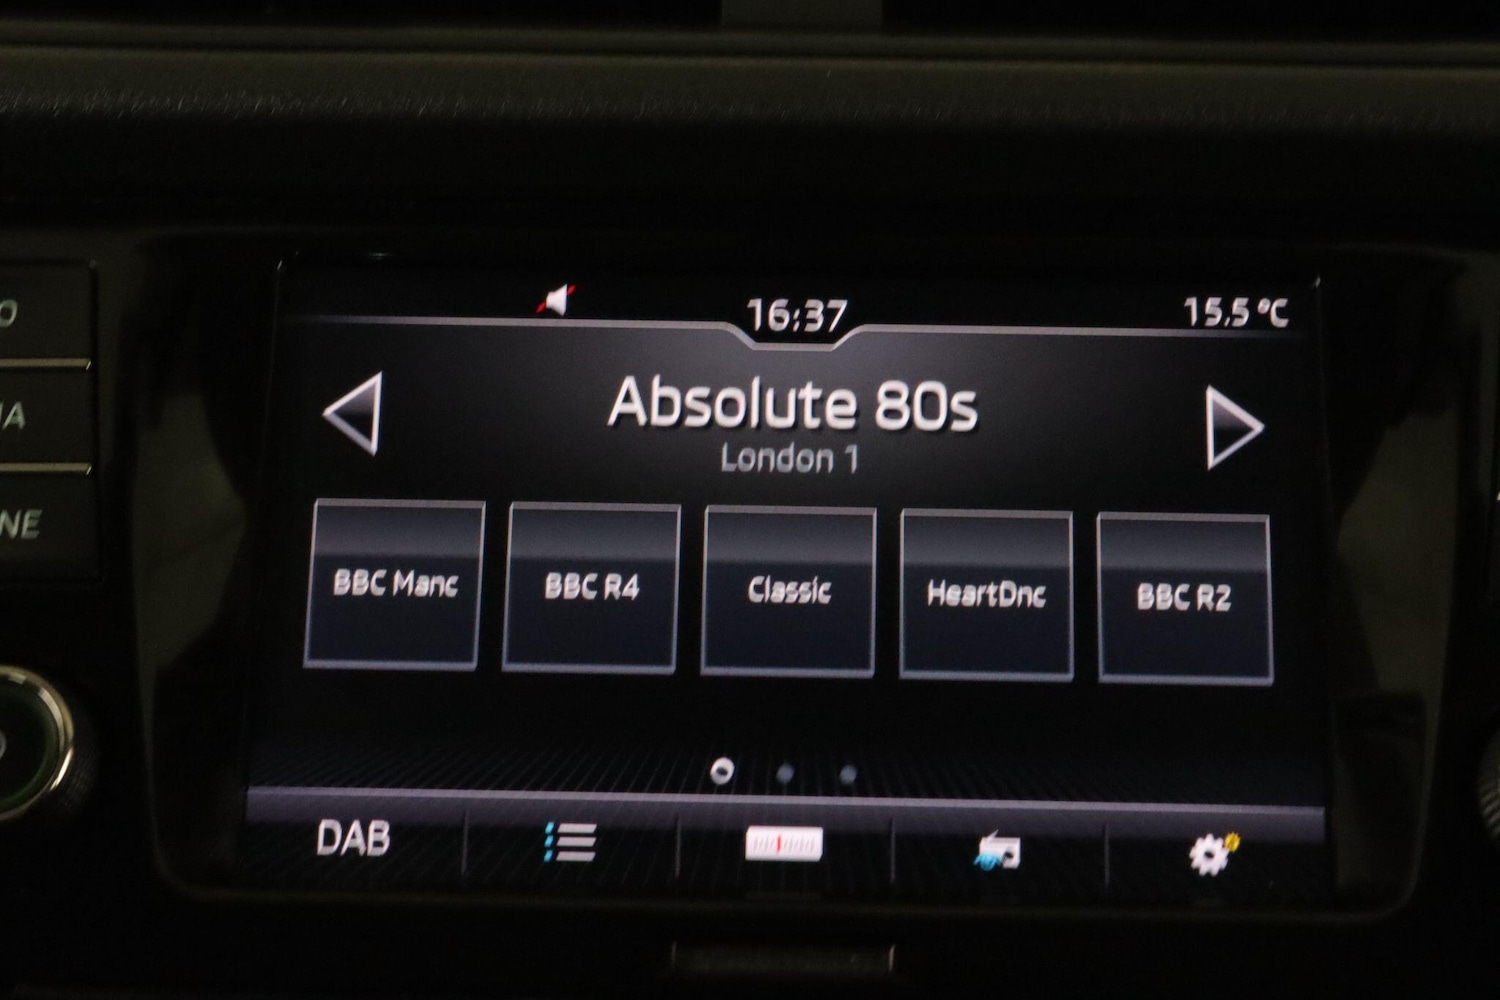 16:37
15.5 °C
Absolute 80s
London 1
BBC Manc
BBC R4
Classic
HeartDnc
BBC R2
DAB